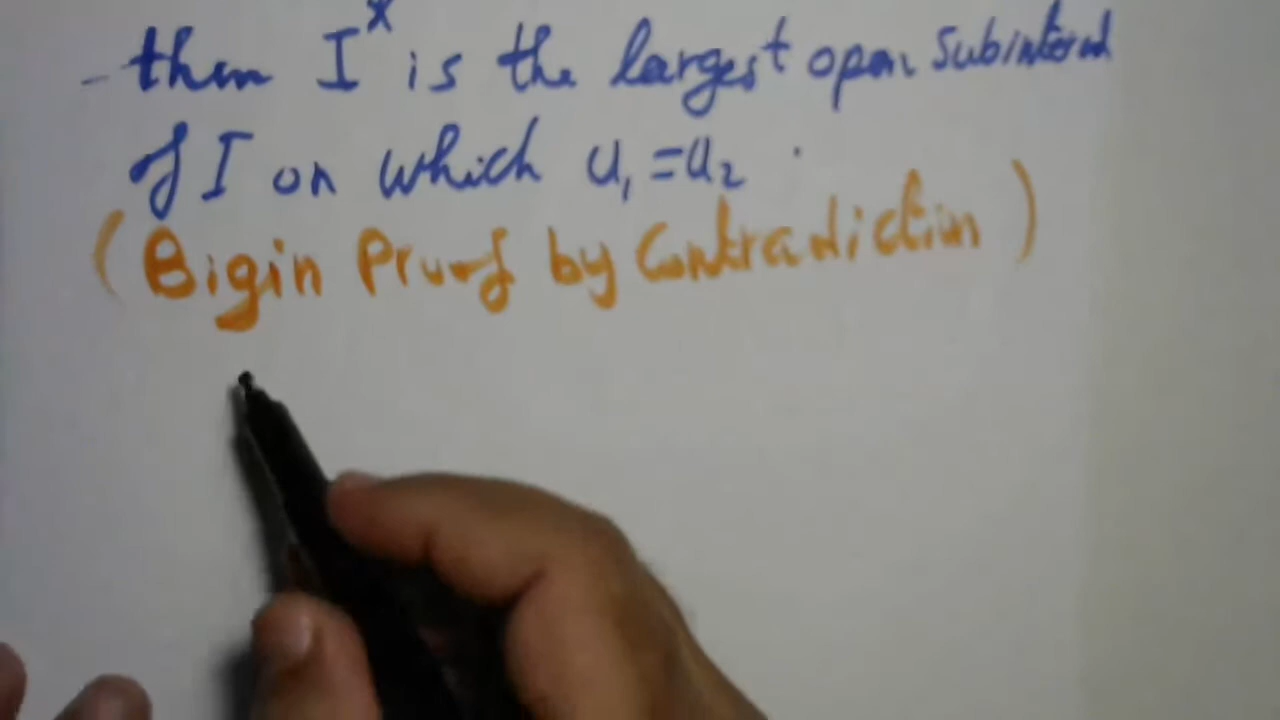 then I* is the largest open subinterval
of I on which u₁=u₂.
(Bigin Proof by Contradiction)